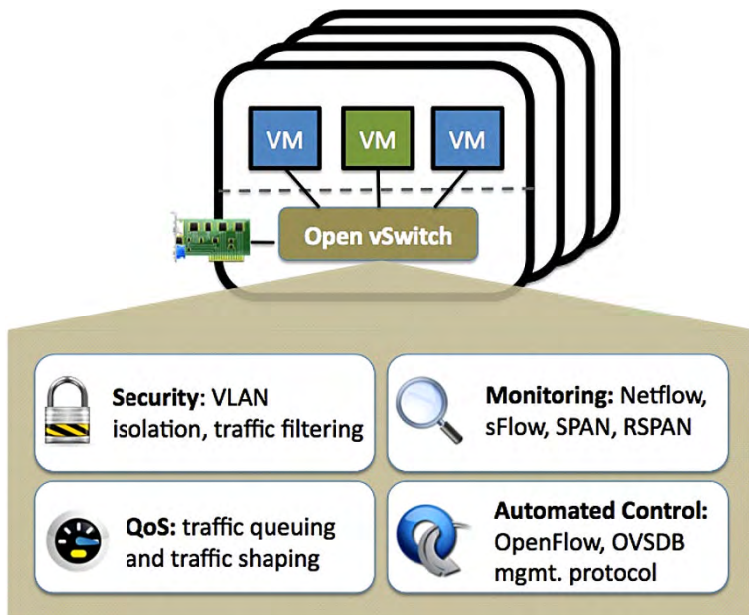 VM VM VM
Open vSwitch
Security: VLAN
isolation, traffic filtering
Monitoring: Netflow,
sFlow, SPAN, RSPAN
QoS: traffic queuing
and traffic shaping
Automated Control:
OpenFlow, OVSDB
mgmt. protocol